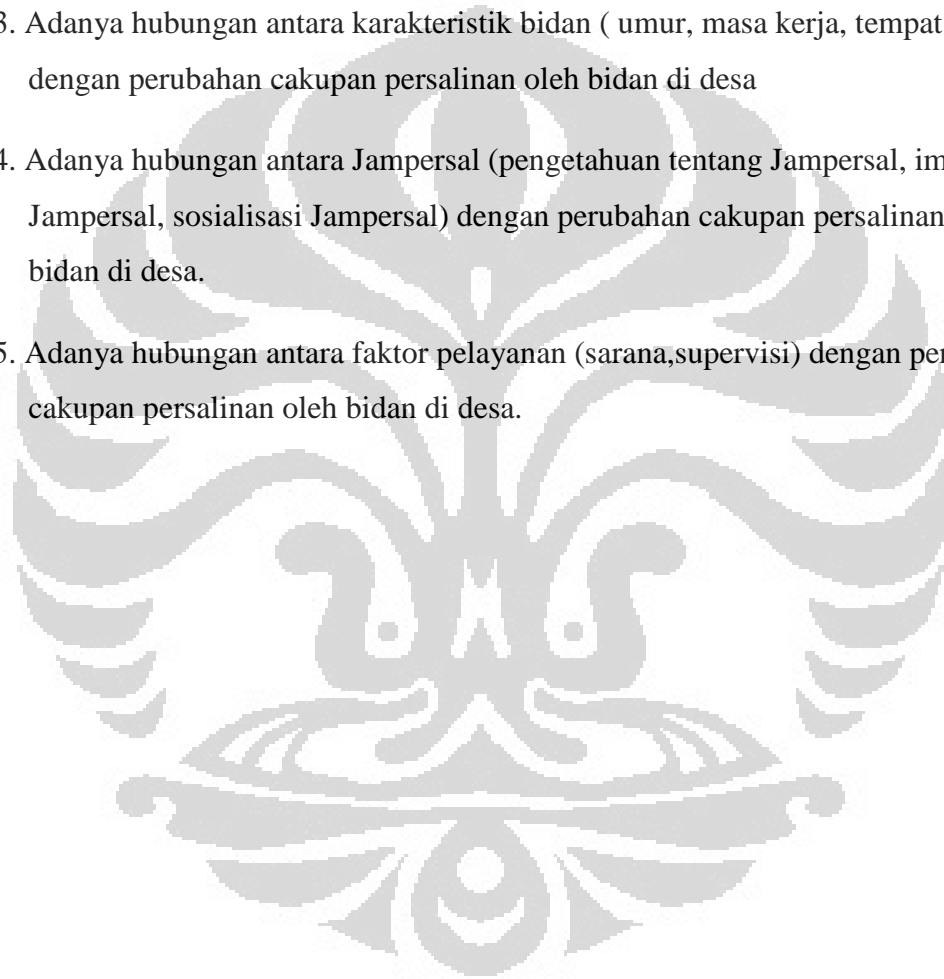 3. Adanya hubungan antara karakteristik bidan ( umur, masa kerja, tempat
dengan perubahan cakupan persalinan oleh bidan di desa
4. Adanya hubungan antara Jampersal (pengetahuan tentang Jampersal,
Jampersal, sosialisasi Jampersal) dengan perubahan cakupan persalinan
bidan di desa.
5. Adanya hubungan antara faktor pelayanan (sarana,supervisi) dengan
cakupan persalinan oleh bidan di desa.